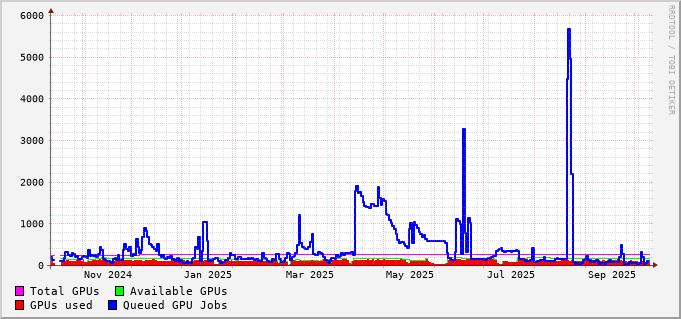 RRDTOOL / TOBI OETIKER
6000
5000
4000
3000
2000
1000
0
Nov 2024 Jan 2025 Mar 2025 May 2025 Jul 2025 Sep 2025
Total GPUs Available GPUs
GPUs used Queued GPU Jobs